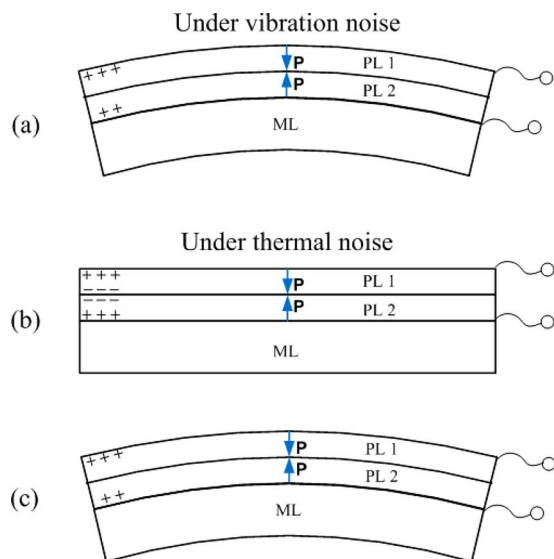 Under vibration noise
+ + +
P
PL 1
P
PL 2
+ +
(a)
ML
Under thermal noise
+ + +
P
PL 1
− − −
− − −
P
PL 2
+ + +
(b)
ML
+ + +
P
PL 1
P
PL 2
+ +
(c)
ML